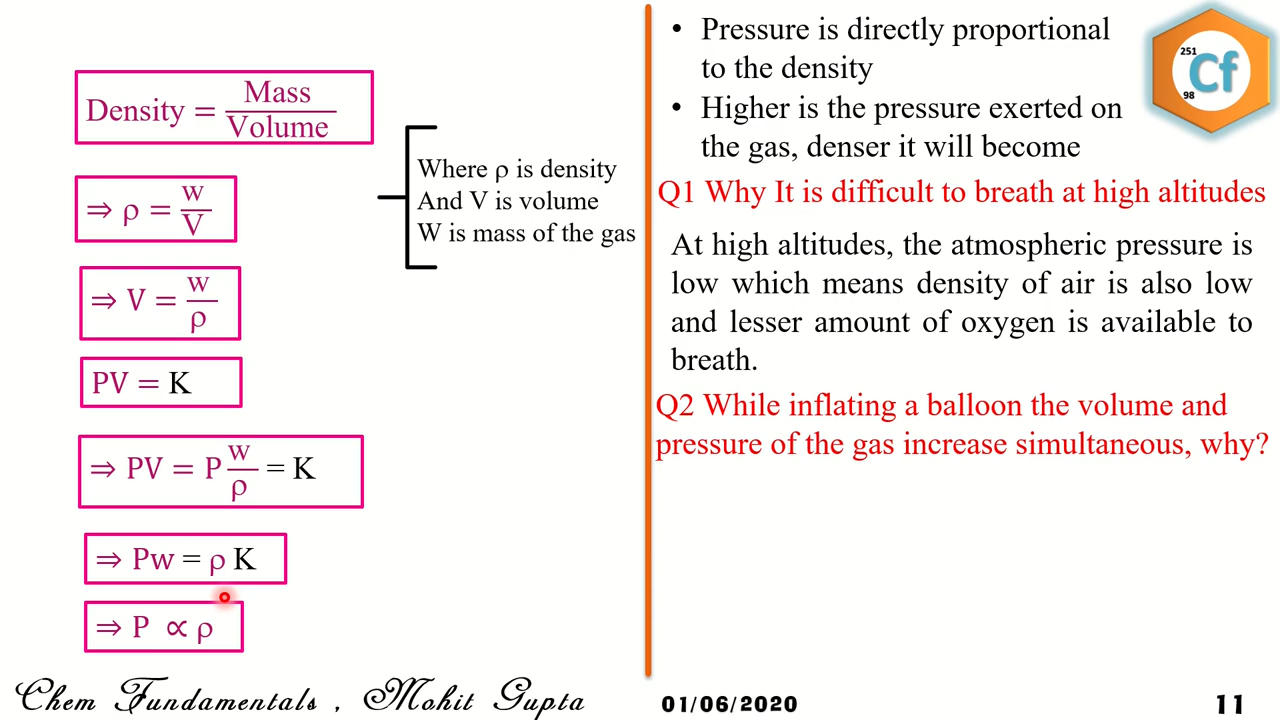 Density = Mass / Volume
⇒ ρ = w / V
⇒ V = w / ρ
PV = K
⇒ PV = P w / ρ = K
⇒ Pw = ρ K
⇒ P ∝ ρ
Where ρ is density
And V is volume
W is mass of the gas
• Pressure is directly proportional
to the density
• Higher is the pressure exerted on
the gas, denser it will become
Q1 Why It is difficult to breath at high altitudes
At high altitudes, the atmospheric pressure is
low which means density of air is also low
and lesser amount of oxygen is available to
breath.
Q2 While inflating a balloon the volume and
pressure of the gas increase simultaneous, why?
251
Cf
98
Chem Fundamentals , Mohit Gupta
01/06/2020
11